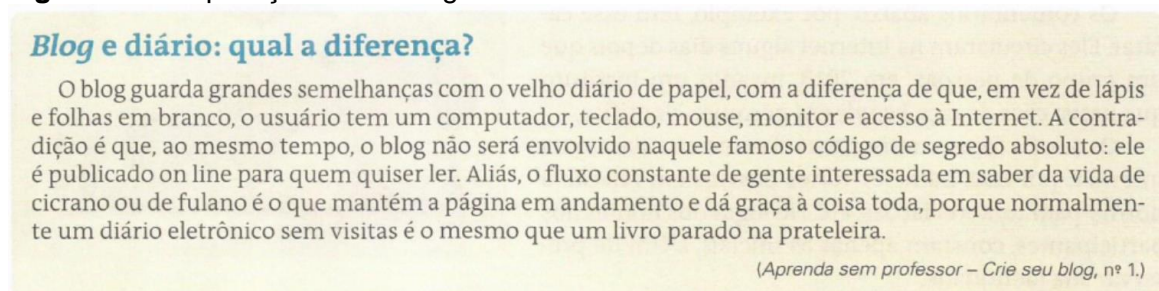 Blog e diário: qual a diferença?
O blog guarda grandes semelhanças com o velho diário de papel, com a diferença de que, em vez de lápis
e folhas em branco, o usuário tem um computador, teclado, mouse, monitor e acesso à Internet. A contra-
dição é que, ao mesmo tempo, o blog não será envolvido naquele famoso código de segredo absoluto: ele
é publicado on line para quem quiser ler. Aliás, o fluxo constante de gente interessada em saber da vida de
cicrano ou de fulano é o que mantém a página em andamento e dá graça à coisa toda, porque normalmen-
te um diário eletrônico sem visitas é o mesmo que um livro parado na prateleira.
(Aprenda sem professor – Crie seu blog, nº 1.)